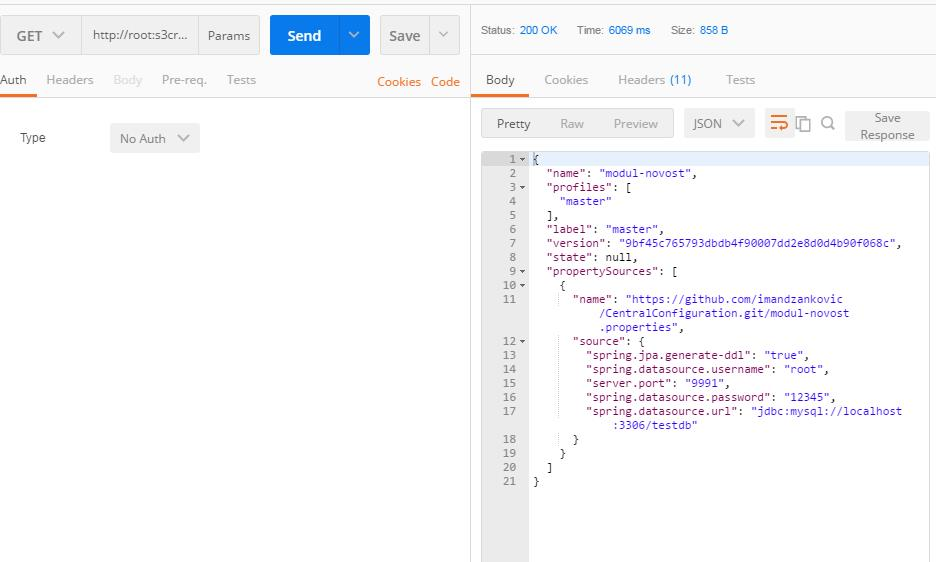 GET http://root:s3cr... Params Send Save
Auth Headers Body Pre-req. Tests Cookies Code
Type No Auth
Status: 200 OK Time: 6069 ms Size: 858 B
Body Cookies Headers (11) Tests
Pretty Raw Preview JSON Save Response
1 {
2 "name": "modul-novost",
3 "profiles": [
4 "master"
5 ],
6 "label": "master",
7 "version": "9bf45c765793dbdb4f90007dd2e8d0d4b90f068c",
8 "state": null,
9 "propertySources": [
10 {
11 "name": "https://github.com/imandzankovic
/CentralConfiguration.git/modul-novost
.properties",
12 "source": {
13 "spring.jpa.generate-ddl": "true",
14 "spring.datasource.username": "root",
15 "server.port": "9991",
16 "spring.datasource.password": "12345",
17 "spring.datasource.url": "jdbc:mysql://localhost
:3306/testdb"
18 }
19 }
20 ]
21 }